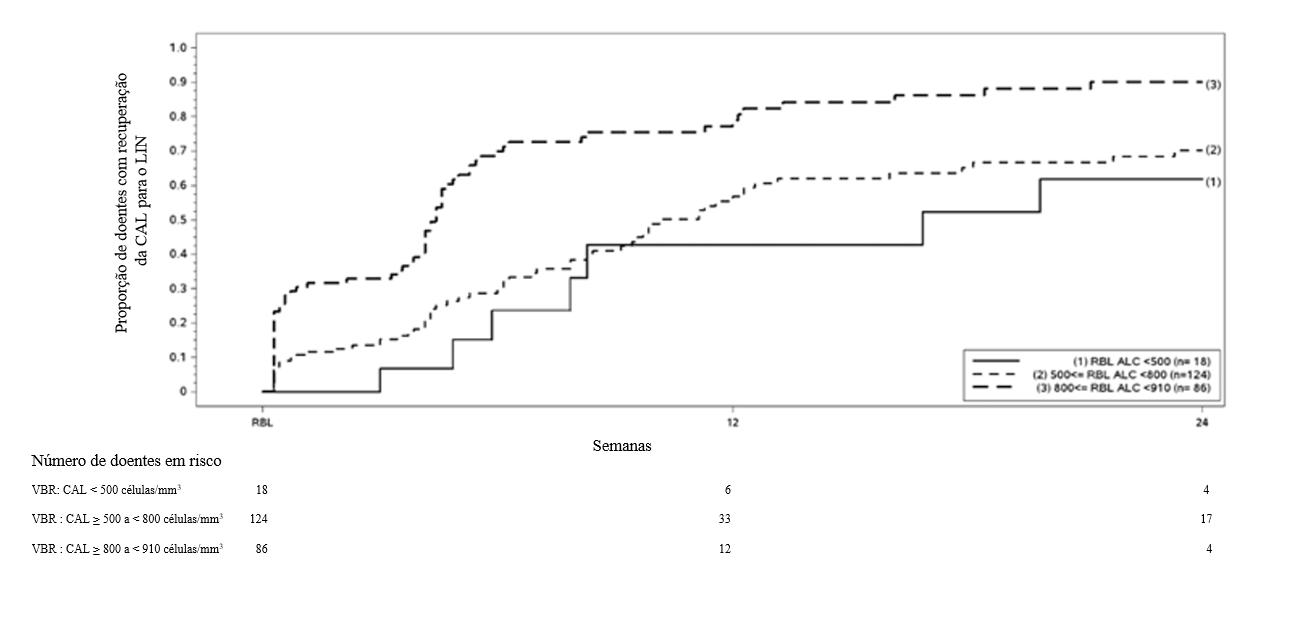 Proporção de doentes com recuperação
da CAL para o LIN
1.0
0.9
0.8
0.7
0.6
0.5
0.4
0.3
0.2
0.1
0
(3)
(2)
(1)
(1) RBL ALC <500 (n= 18)
(2) 500<= RBL ALC <800 (n=124)
(3) 800<= RBL ALC <910 (n= 86)
RBL 12 24
Semanas
Número de doentes em risco
VBR: CAL < 500 células/mm³ 18 6 4
VBR : CAL ≥ 500 a < 800 células/mm³ 124 33 17
VBR : CAL ≥ 800 a < 910 células/mm³ 86 12 4